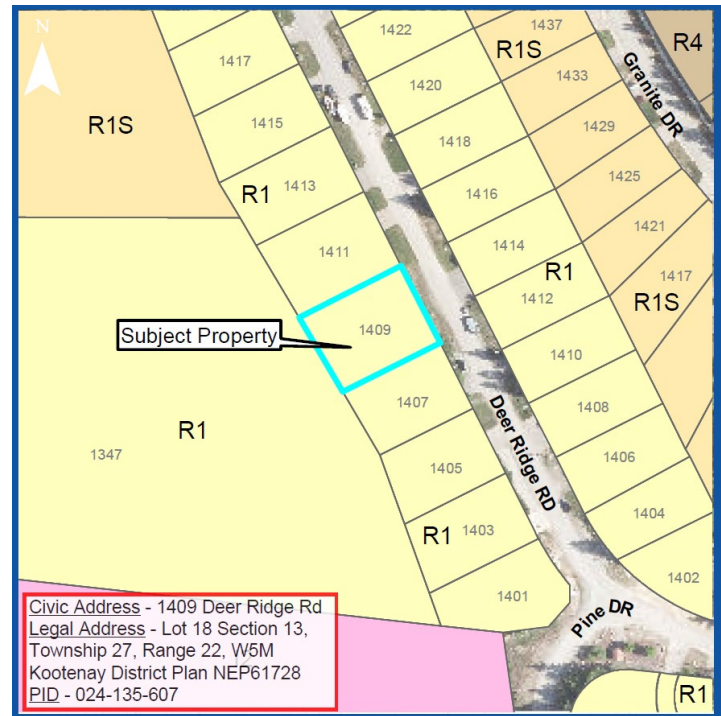 N
1422
1437
R1S
R4
1417
Granite DR
1420
1433
R1S
1415
1418
1429
R1 1413
1416
1425
1411
1414
R1
1421
1417
1409
Subject Property
1412
R1S
1410
1407
Deer Ridge RD
1408
R1
1347
1405
1406
R1 1403
1404
1402
1401
Pine DR
Civic Address - 1409 Deer Ridge Rd
Legal Address - Lot 18 Section 13,
Township 27, Range 22, W5M
Kootenay District Plan NEP61728
PID - 024-135-607
R1